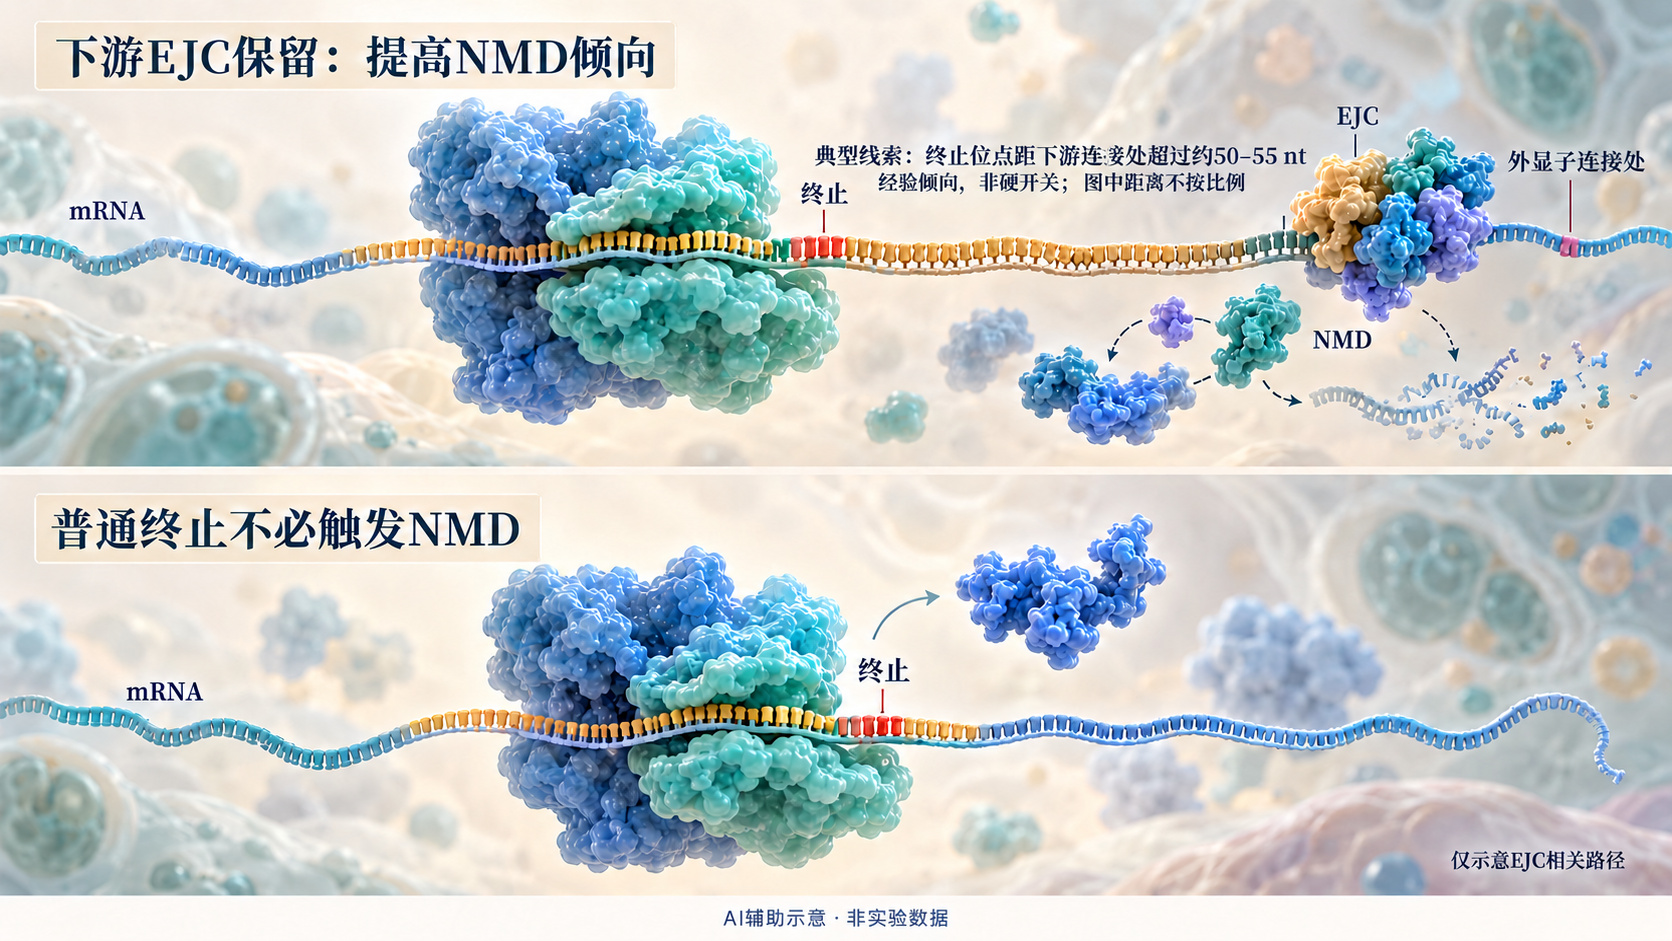 下游EJC保留：提高NMD倾向
EJC
典型线索：终止位点距下游连接处超过约50–55 nt
外显子连接处
经验倾向，非硬开关；图中距离不按比例
终止
mRNA
NMD
普通终止不必触发NMD
终止
mRNA
仅示意EJC相关路径
AI辅助示意 · 非实验数据